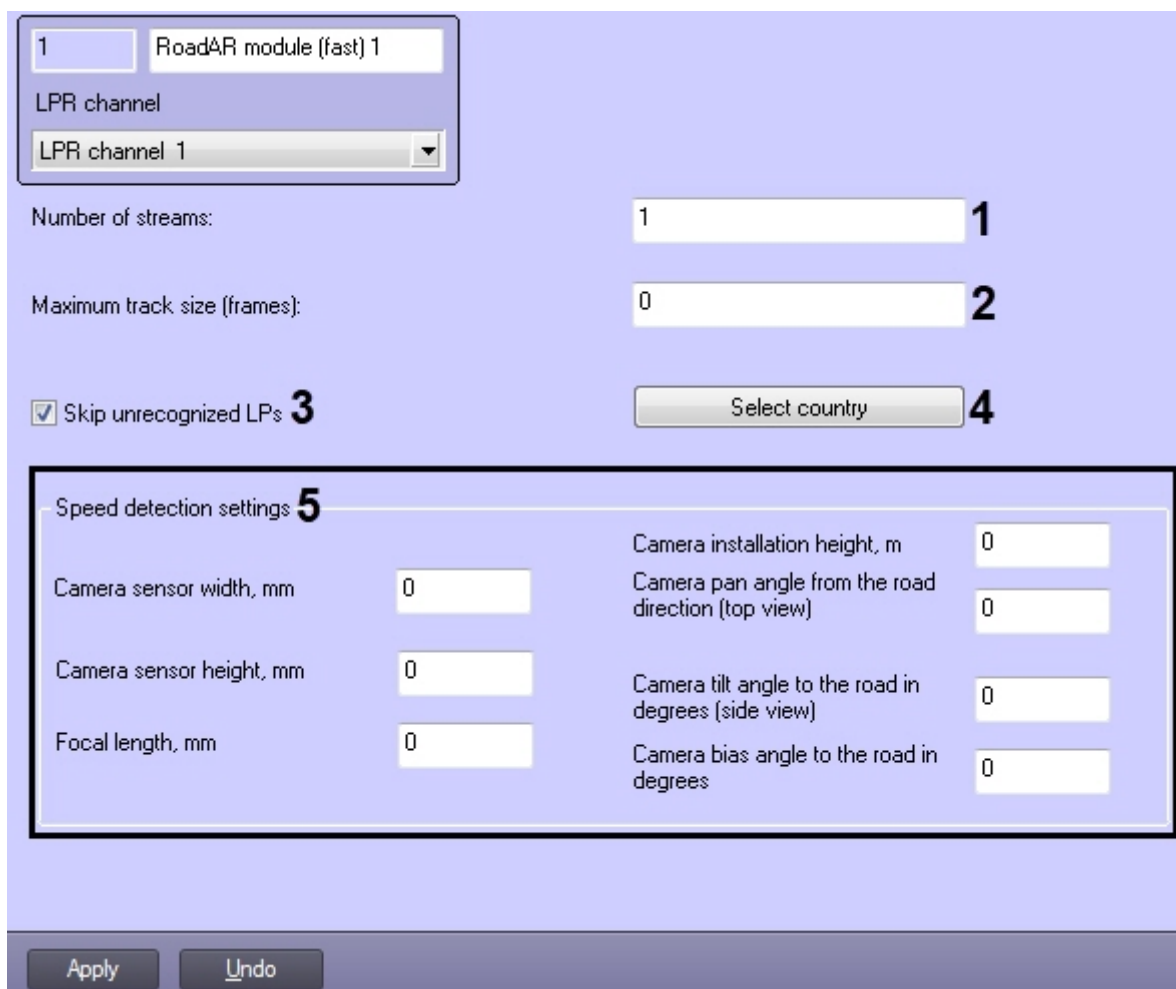 1
RoadAR module (fast) 1
LPR channel
LPR channel 1
Number of streams:
1
1
Maximum track size (frames):
0
2
Skip unrecognized LPs 3
Select country
4
Speed detection settings 5
Camera sensor width, mm
0
Camera sensor height, mm
0
Focal length, mm
0
Camera installation height, m
0
Camera pan angle from the road
direction (top view)
0
Camera tilt angle to the road in
degrees (side view)
0
Camera bias angle to the road in
degrees
0
Apply
Undo